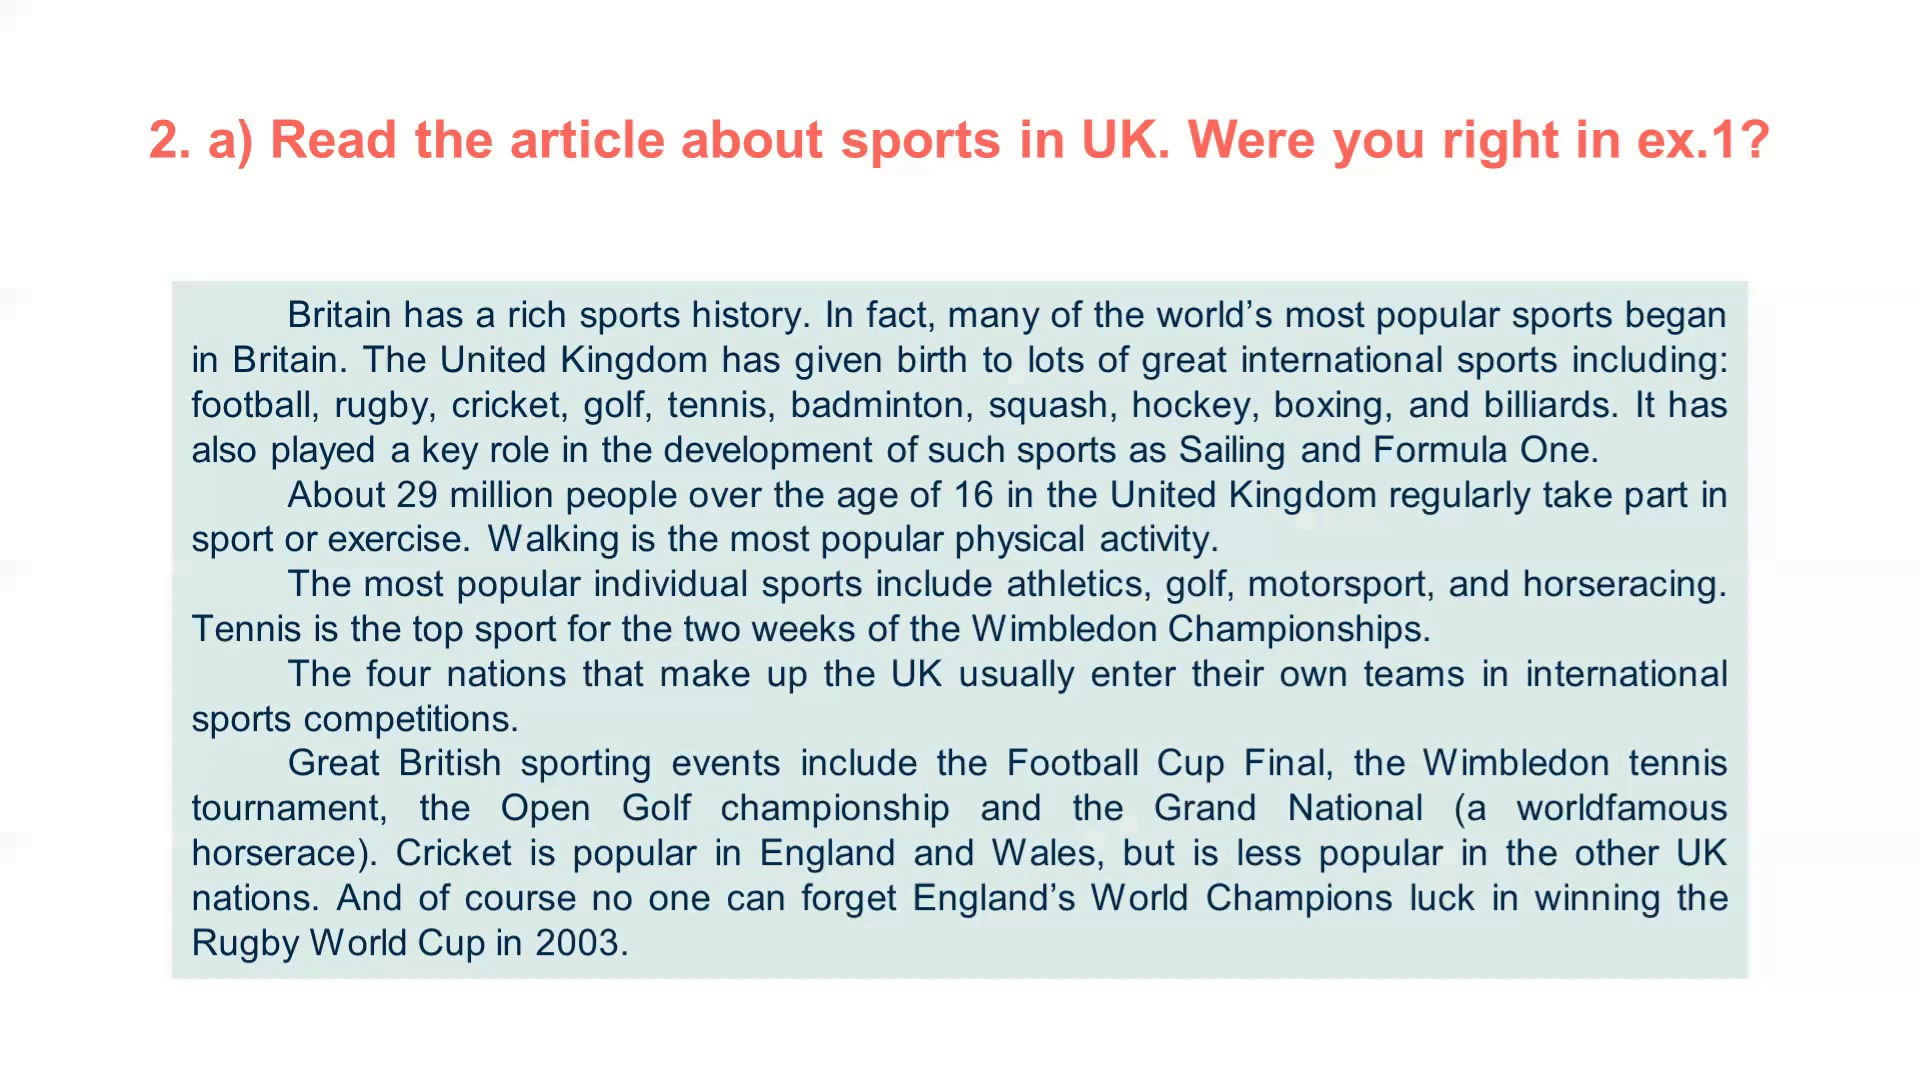 2. a) Read the article about sports in UK. Were you right in ex.1?
Britain has a rich sports history. In fact, many of the world’s most popular sports began
in Britain. The United Kingdom has given birth to lots of great international sports including:
football, rugby, cricket, golf, tennis, badminton, squash, hockey, boxing, and billiards. It has
also played a key role in the development of such sports as Sailing and Formula One.
About 29 million people over the age of 16 in the United Kingdom regularly take part in
sport or exercise. Walking is the most popular physical activity.
The most popular individual sports include athletics, golf, motorsport, and horseracing.
Tennis is the top sport for the two weeks of the Wimbledon Championships.
The four nations that make up the UK usually enter their own teams in international
sports competitions.
Great British sporting events include the Football Cup Final, the Wimbledon tennis
tournament, the Open Golf championship and the Grand National (a worldfamous
horserace). Cricket is popular in England and Wales, but is less popular in the other UK
nations. And of course no one can forget England’s World Champions luck in winning the
Rugby World Cup in 2003.